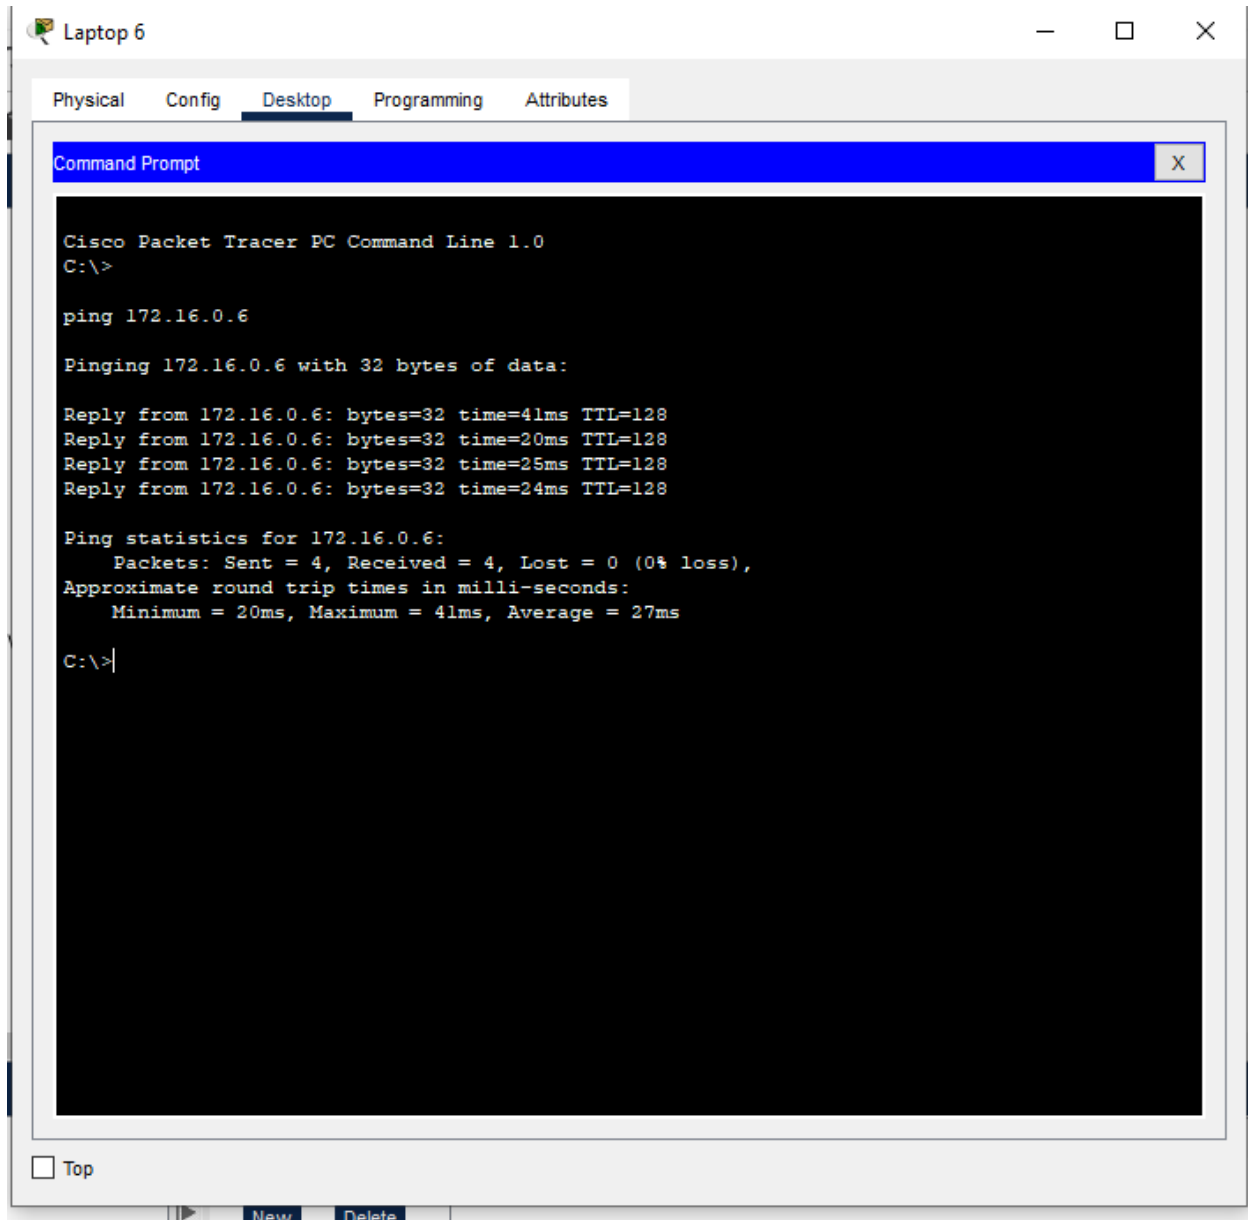 Laptop 6
Physical Config Desktop Programming Attributes
Command Prompt
X
Cisco Packet Tracer PC Command Line 1.0
C:\>
ping 172.16.0.6
Pinging 172.16.0.6 with 32 bytes of data:
Reply from 172.16.0.6: bytes=32 time=41ms TTL=128
Reply from 172.16.0.6: bytes=32 time=20ms TTL=128
Reply from 172.16.0.6: bytes=32 time=25ms TTL=128
Reply from 172.16.0.6: bytes=32 time=24ms TTL=128
Ping statistics for 172.16.0.6:
Packets: Sent = 4, Received = 4, Lost = 0 (0% loss),
Approximate round trip times in milli-seconds:
Minimum = 20ms, Maximum = 41ms, Average = 27ms
C:\>
Top
New Delete